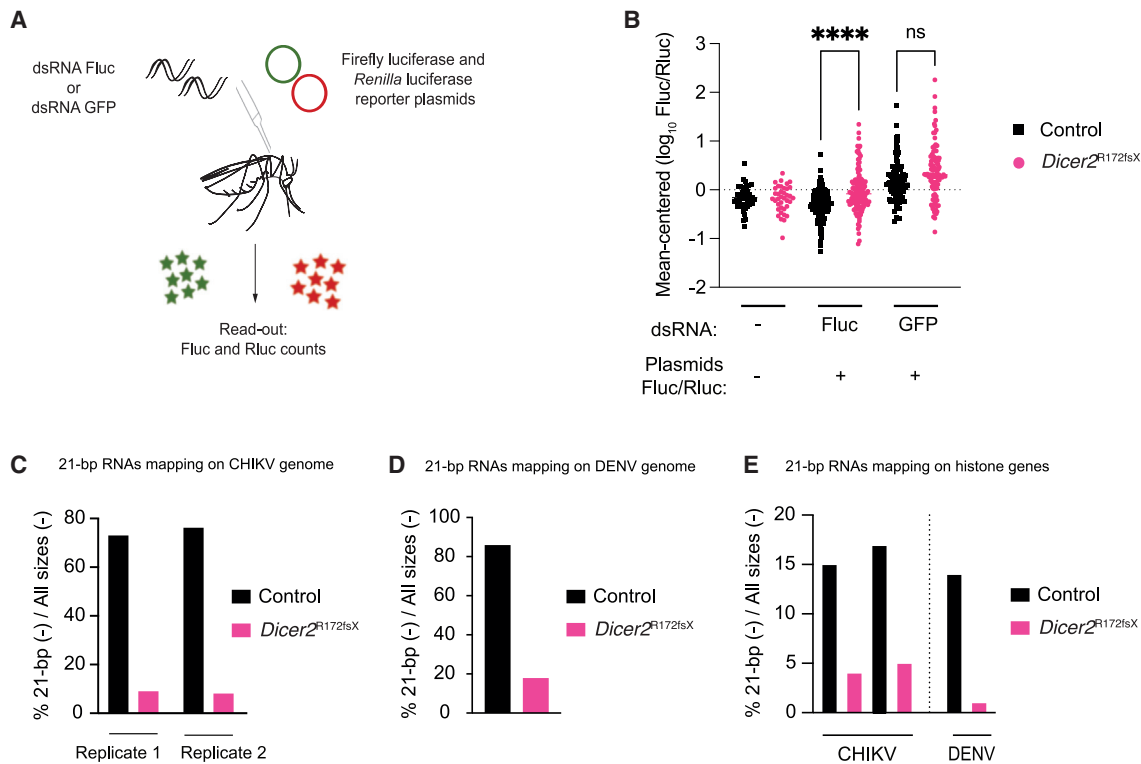 A
dsRNA Fluc
or
dsRNA GFP
Firefly luciferase and
Renilla luciferase
reporter plasmids
Read-out:
Fluc and Rluc counts
B
Mean-centered (log10 Fluc/Rluc)
3
2
1
0
-1
-2
****
ns
Control
Dicer2R172fsX
dsRNA:
-
Fluc
GFP
Plasmids
Fluc/Rluc:
-
+
+
C
21-bp RNAs mapping on CHIKV genome
% 21-bp (-) / All sizes (-)
80
60
40
20
0
Replicate 1
Replicate 2
Control
Dicer2R172fsX
D
21-bp RNAs mapping on DENV genome
% 21-bp (-) / All sizes (-)
100
80
60
40
20
0
Control
Dicer2R172fsX
E
21-bp RNAs mapping on histone genes
% 21-bp (-) / All sizes (-)
20
15
10
5
0
CHIKV
DENV
Control
Dicer2R172fsX